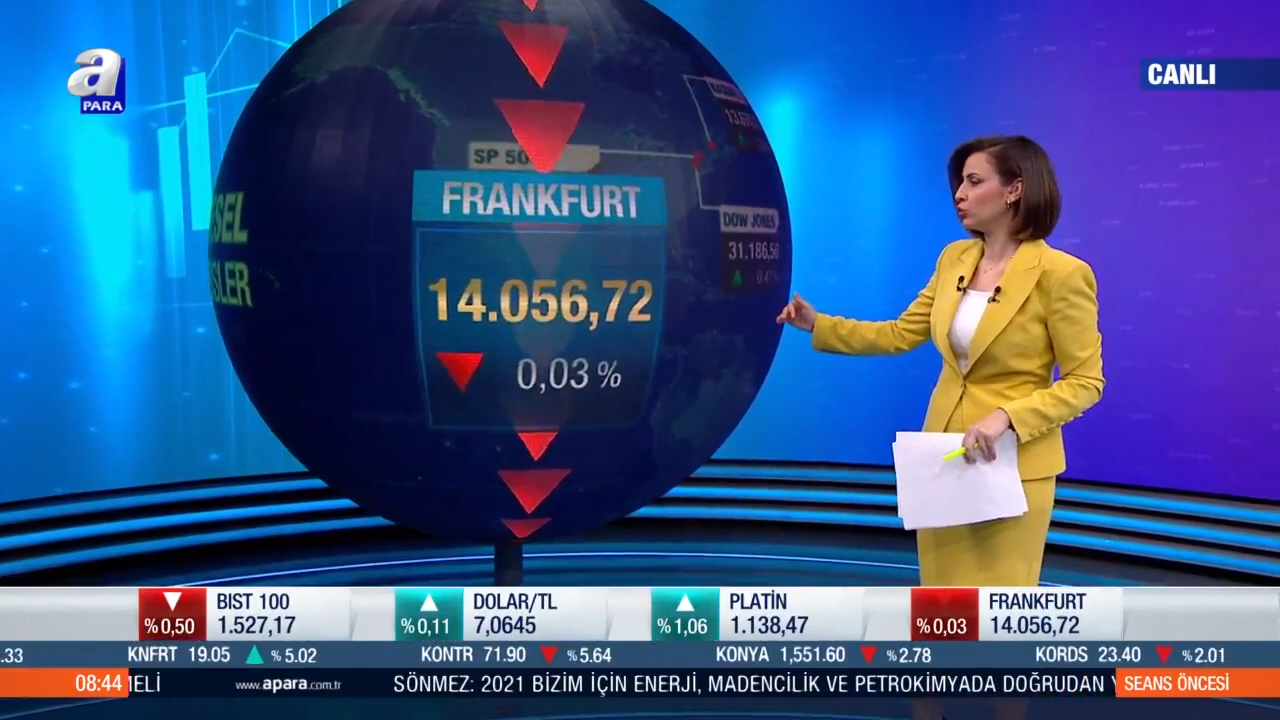 a
PARA
CANLI
SP 50
FRANKFURT
14.056,72
0,03 %
DOW JONES
31.186,50
BIST 100
%0,50
1.527,17
DOLAR/TL
%0,11
7,0645
PLATİN
%1,06
1.138,47
FRANKFURT
%0,03
14.056,72
.33
KNFRT 19.05 %5.02
KONTR 71.90 %5.64
KONYA 1,551.60 %2.78
KORDS 23.40 %2.01
08:44
MELİ
www.apara.com.tr
SÖNMEZ: 2021 BİZİM İÇİN ENERJİ, MADENCİLİK VE PETROKİMYADA DOĞRUDAN
SEANS ÖNCESİ